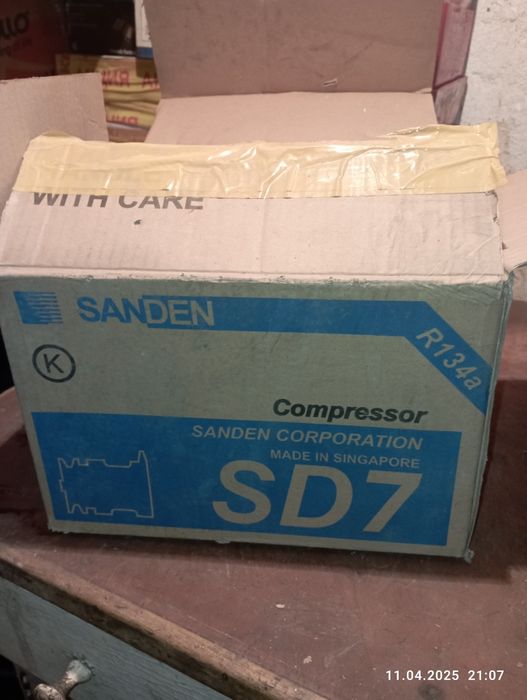 WITH CARE
SANDEN
R134a
K
Compressor
SANDEN CORPORATION
MADE IN SINGAPORE
SD7
11.04.2025 21:07